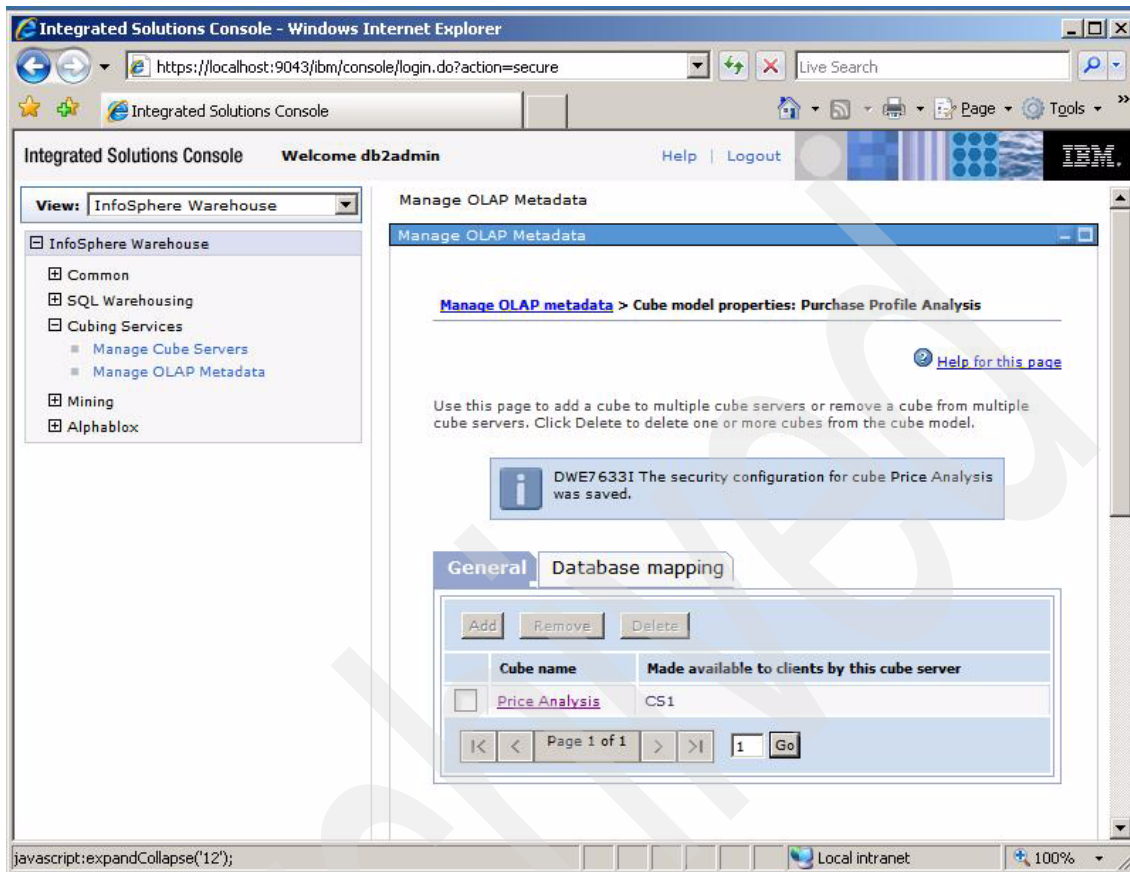 Integrated Solutions Console - Windows Internet Explorer
https://localhost:9043/ibm/console/login.do?action=secure
Live Search
Integrated Solutions Console
Page
Tools
Integrated Solutions Console Welcome db2admin Help | Logout IBM.
View: InfoSphere Warehouse
InfoSphere Warehouse
Common
SQL Warehousing
Cubing Services
Manage Cube Servers
Manage OLAP Metadata
Mining
Alphablox
Manage OLAP Metadata
Manage OLAP Metadata
Manage OLAP metadata > Cube model properties: Purchase Profile Analysis
Help for this page
Use this page to add a cube to multiple cube servers or remove a cube from multiple
cube servers. Click Delete to delete one or more cubes from the cube model.
DWE7633I The security configuration for cube Price Analysis
was saved.
General Database mapping
Add Remove Delete
Cube name Made available to clients by this cube server
Price Analysis CS1
Page 1 of 1 1 Go
javascript:expandCollapse('12'); Local intranet 100%